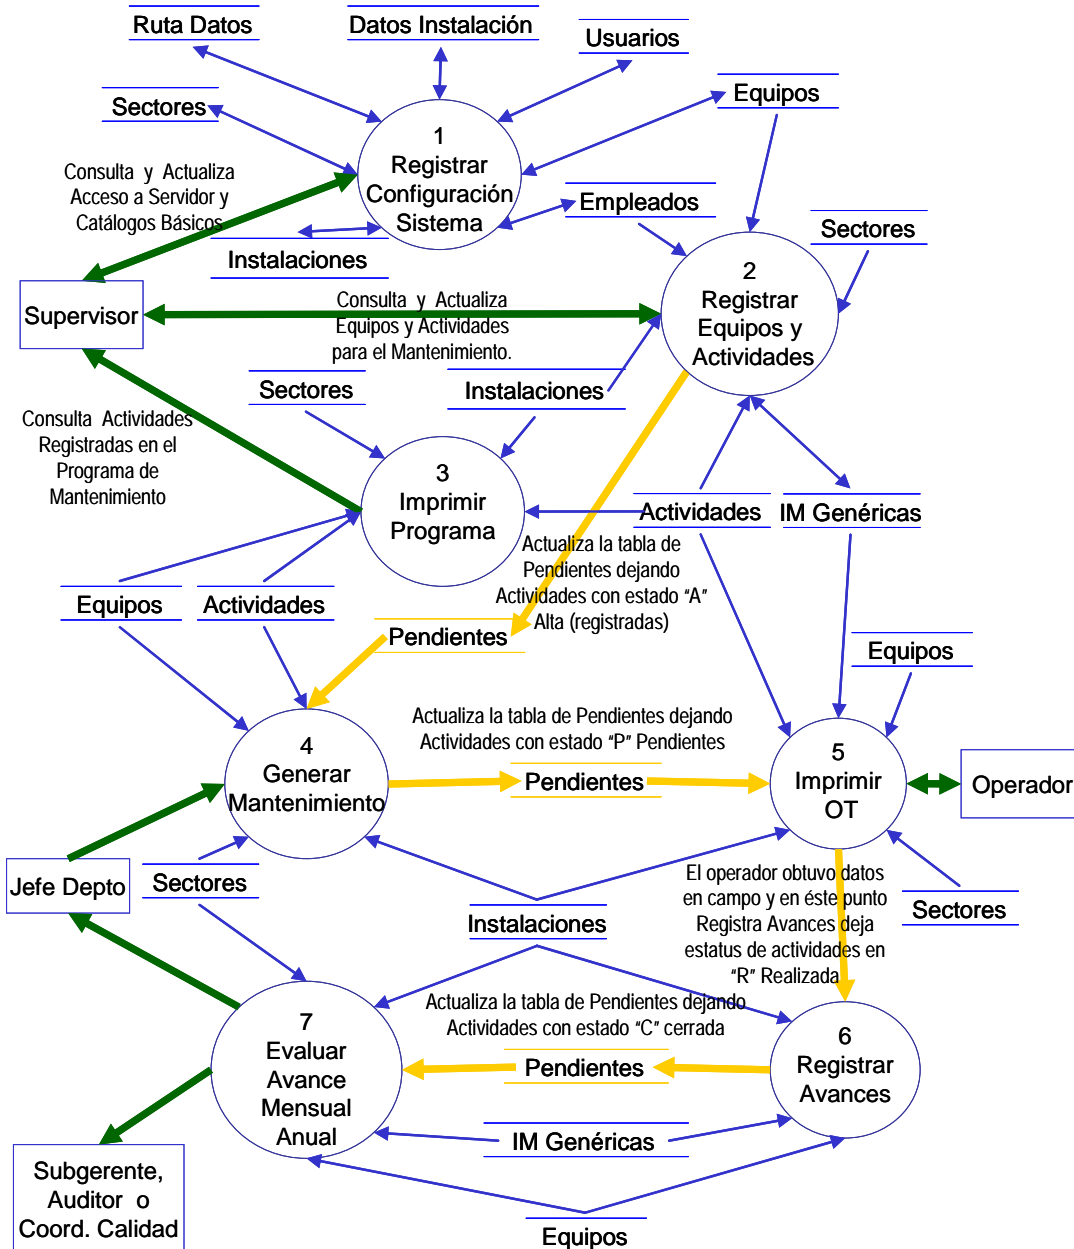 Ruta Datos
Datos Instalación
Usuarios
Sectores
Equipos
1
Registrar
Configuración
Sistema
Consulta y Actualiza
Acceso a Servidor y
Catálogos Básicos
Empleados
Instalaciones
Sectores
2
Registrar
Equipos y
Actividades
Supervisor
Consulta y Actualiza
Equipos y Actividades
para el Mantenimiento.
Sectores
Instalaciones
Consulta Actividades
Registradas en el
Programa de
Mantenimiento
3
Imprimir
Programa
Actividades
IM Genéricas
Actualiza la tabla de
Pendientes dejando
Actividades con estado “A”
Alta (registradas)
Equipos
Actividades
Pendientes
Equipos
4
Generar
Mantenimiento
Actualiza la tabla de Pendientes dejando
Actividades con estado “P” Pendientes
Pendientes
5
Imprimir
OT
Operador
Jefe Depto
Sectores
Instalaciones
El operador obtuvo datos
en campo y en éste punto
Registra Avances deja
estatus de actividades en
“R” Realizada
Sectores
7
Evaluar
Avance
Mensual
Anual
Actualiza la tabla de Pendientes dejando
Actividades con estado “C” cerrada
Pendientes
6
Registrar
Avances
IM Genéricas
Subgerente,
Auditor o
Coord. Calidad
Equipos